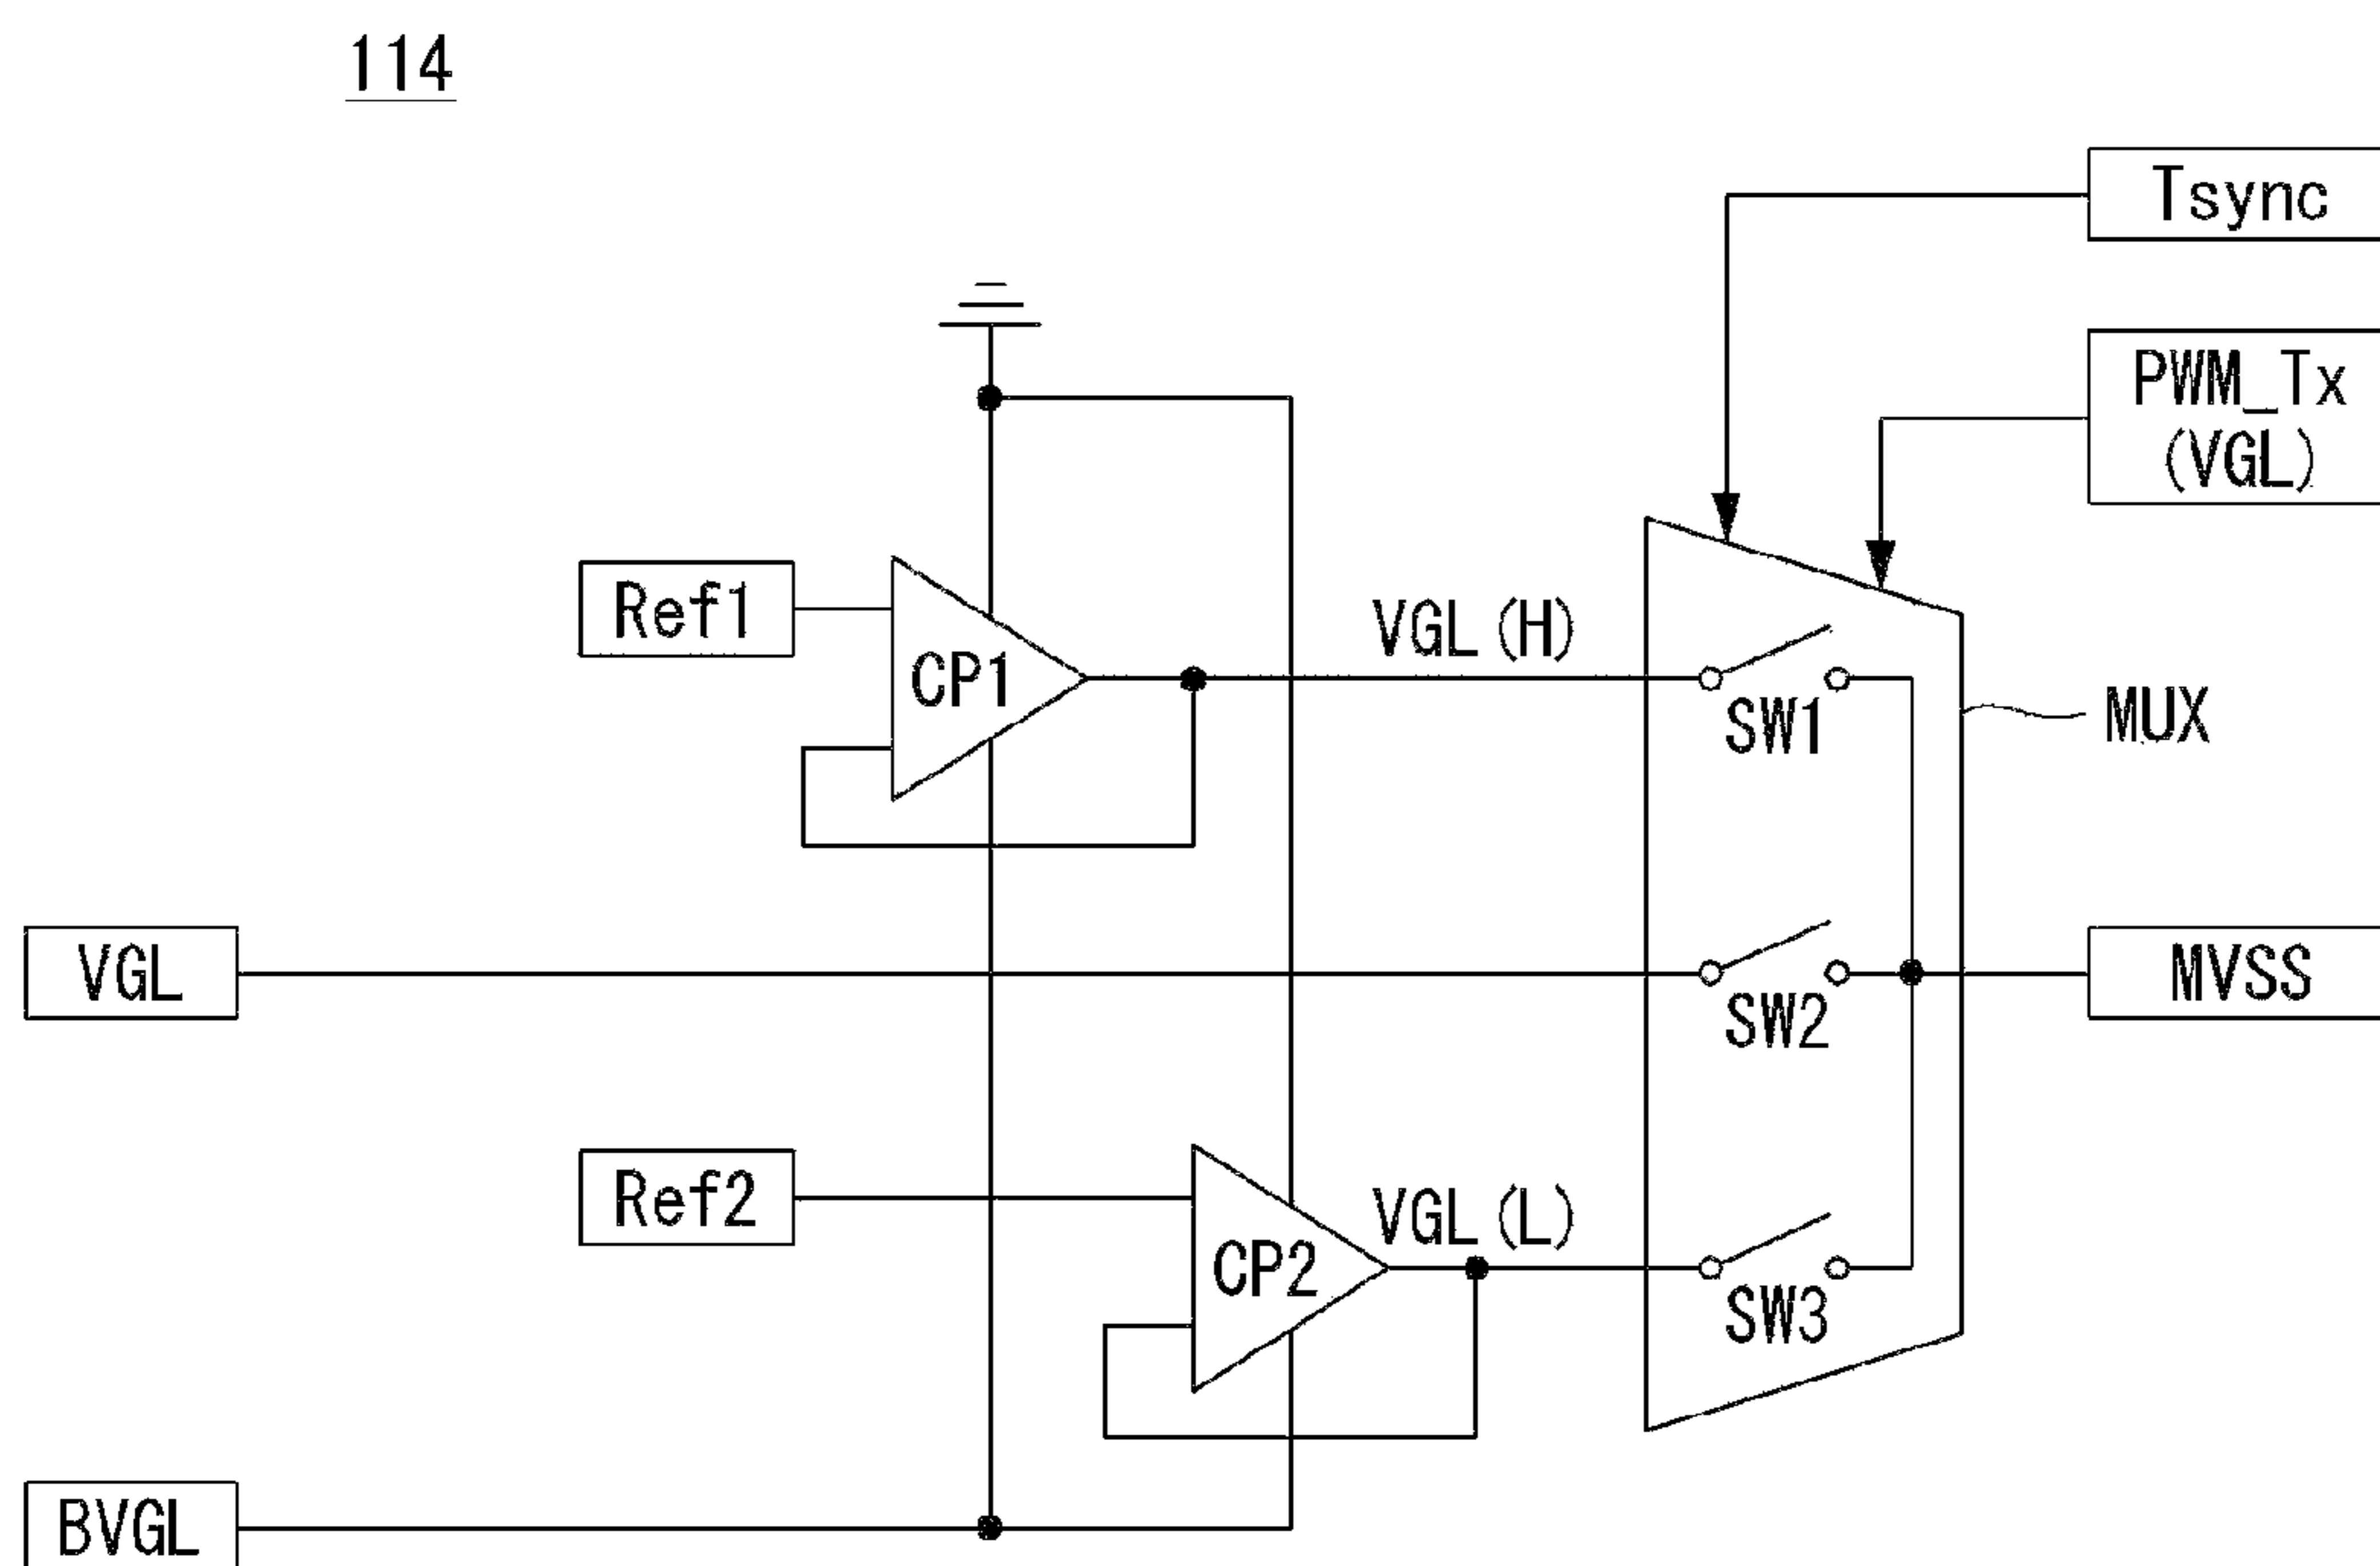 114
Tsync
PWM_Tx
(VGL)
Ref1
CP1
VGL (H)
SW1
MUX
VGL
SW2
MVSS
Ref2
CP2
VGL (L)
SW3
BVGL